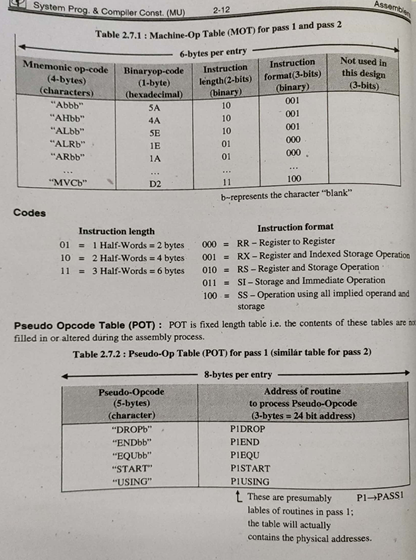 System Prog. & Compiler Const. (MU)
2-12
Table 2.7.1 : Machine-Op Table (MOT) for pass 1 and pass 2
6-bytes per entry
Mnemonic op-code (4-bytes) (characters) | Binaryop-code (1-byte) (hexadecimal) | Instruction length(2-bits) (binary) | Instruction format(3-bits) (binary) | Not used in this design (3-bits)
"Abbb" 5A 10 001
"AHbb" 4A 10 001
"ALbb" 5E 10 001
"ALRb" 1E 01 000
"ARbb" 1A 01 000
... ... ... ...
"MVCb" D2 11 100
b~represents the character "blank"
Codes
Instruction length
01 = 1 Half-Words = 2 bytes
10 = 2 Half-Words = 4 bytes
11 = 3 Half-Words = 6 bytes
Instruction format
000 = RR – Register to Register
001 = RX – Register and Indexed Storage Operation
010 = RS – Register and Storage Operation
011 = SI – Storage and Immediate Operation
100 = SS – Operation using all implied operand and
storage
Pseudo Opcode Table (POT) : POT is fixed length table i.e. the contents of these tables are
filled in or altered during the assembly process.
Table 2.7.2 : Pseudo-Op Table (POT) for pass 1 (similar table for pass 2)
8-bytes per entry
Pseudo-Opcode (5-bytes) (character) | Address of routine to process Pseudo-Opcode (3-bytes = 24 bit address)
"DROPb" P1DROP
"ENDbb" P1END
"EQUbb" P1EQU
"START" P1START
"USING" P1USING
These are presumably
lables of routines in pass 1;
the table will actually
contains the physical addresses.
P1→PASS1